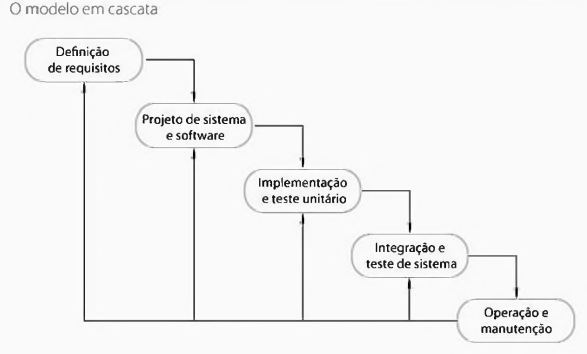 O modelo em cascata
Definição
de requisitos
Projeto de sistema
e software
Implementação
e teste unitário
Integração e
teste de sistema
Operação e
manutenção